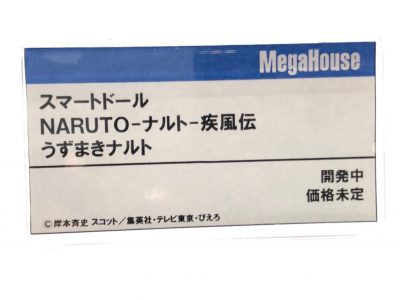 MegaHouse
スマートドール
NARUTO-ナルト-疾風伝
うずまきナルト
開発中
価格未定
©岸本斉史 スコット／集英社・テレビ東京・ぴえろ